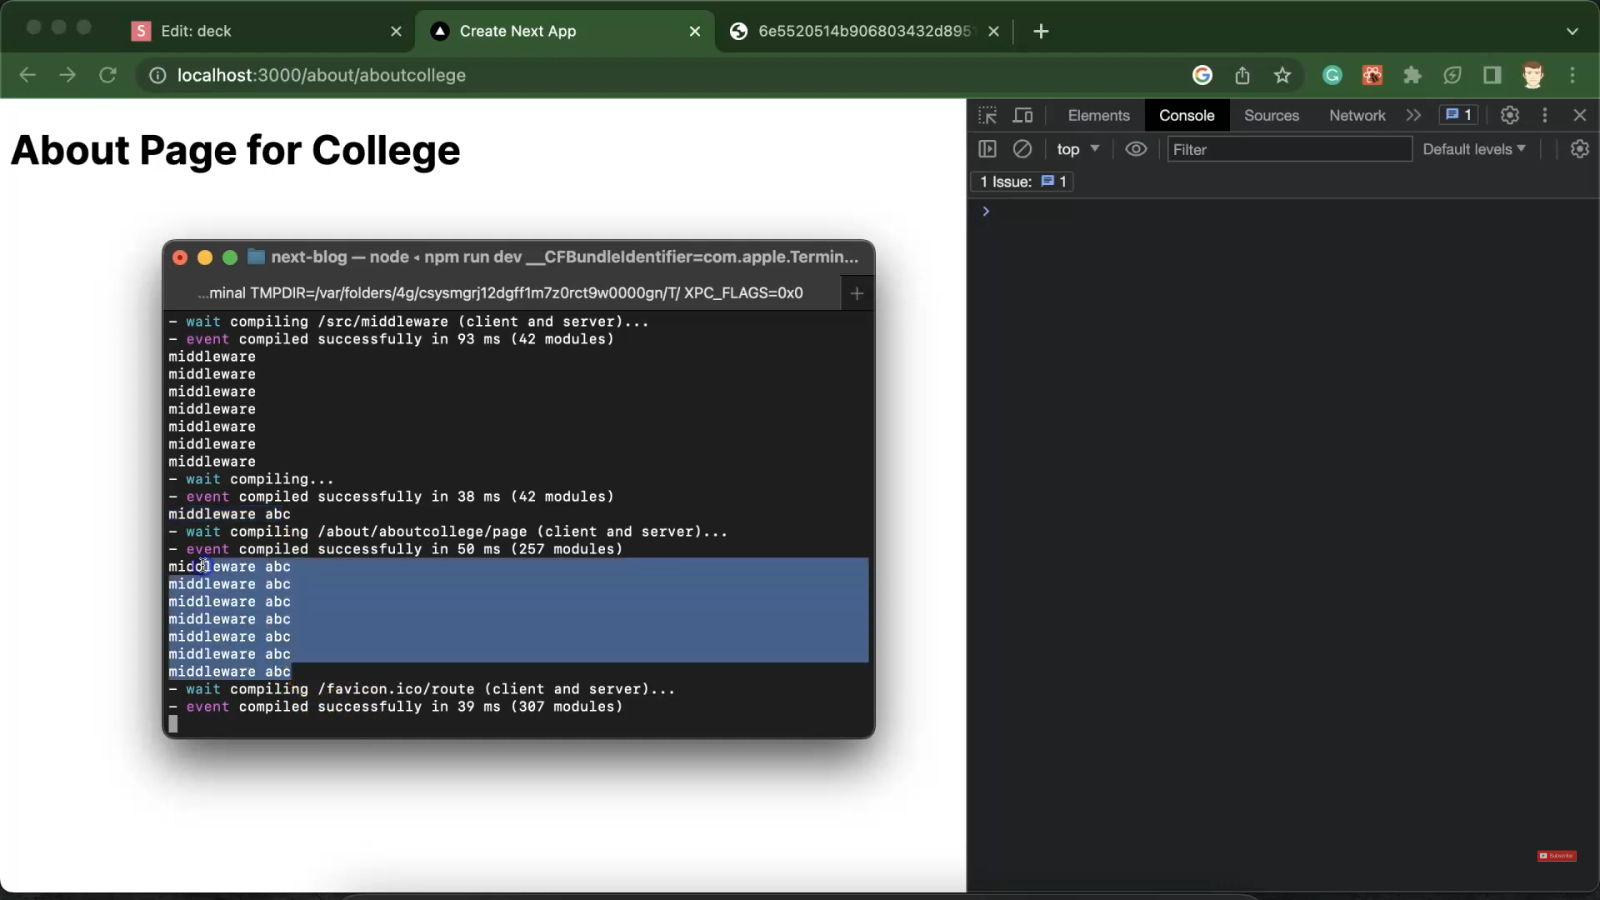 Edit: deck
Create Next App
6e5520514b906803432d895
localhost:3000/about/aboutcollege
About Page for College
Elements
Console
Sources
Network
1
top
Filter
Default levels
1 Issue:
1
next-blog — node ◂ npm run dev __CFBundleIdentifier=com.apple.Termin...
...minal TMPDIR=/var/folders/4g/csysmgrj12dgff1m7z0rct9w0000gn/T/ XPC_FLAGS=0x0
- wait compiling /src/middleware (client and server)...
- event compiled successfully in 93 ms (42 modules)
middleware
middleware
middleware
middleware
middleware
middleware
middleware
- wait compiling...
- event compiled successfully in 38 ms (42 modules)
middleware abc
- wait compiling /about/aboutcollege/page (client and server)...
- event compiled successfully in 50 ms (257 modules)
middleware abc
middleware abc
middleware abc
middleware abc
middleware abc
middleware abc
middleware abc
- wait compiling /favicon.ico/route (client and server)...
- event compiled successfully in 39 ms (307 modules)
Subscribe